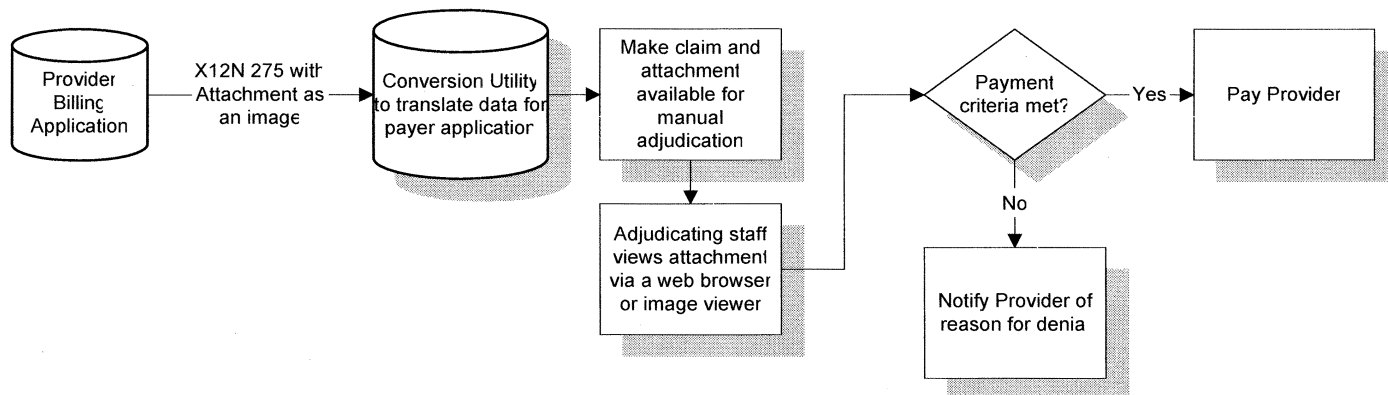 Provider
Billing
Application
X12N 275 with
Attachment as
an image
Conversion Utility
to translate data for
payer application
Make claim and
attachment
available for
manual
adjudication
Adjudicating staff
views attachment
via a web browser
or image viewer
Payment
criteria met?
Yes
Pay Provider
No
Notify Provider of
reason for denia